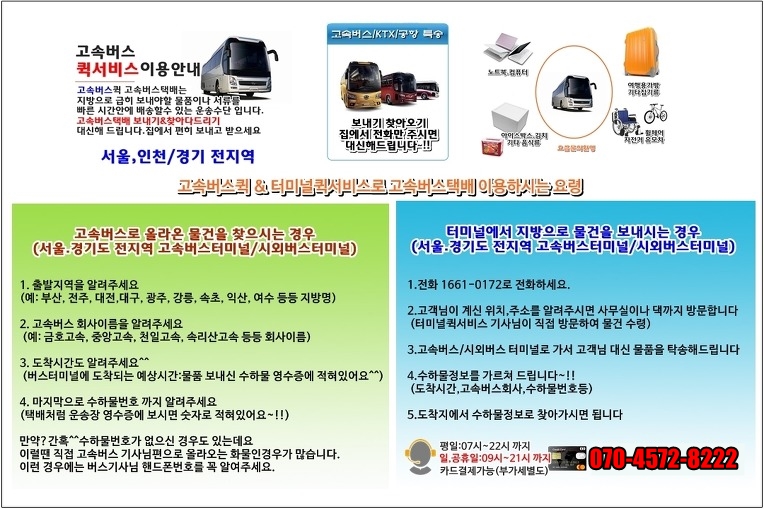 고속버스
퀵서비스이용안내
고속버스퀵 고속버스택배는
지방으로 급히 보내야할 물품이나 서류를
빠른 시간안에 배송할수 있는 운송수단 입니다.
고속버스택배 보내기&찾아다드리기
대신해 드립니다.집에서 편히 보내고 받으세요
서울,인천/경기 전지역
고속버스/KTX/공항 특송
보내기 찾아오기
집에서 전화만 주시면
대신해드립니다-!!
노트북,컴퓨터
여행용가방
기타잡기류
아이스박스,김치
기타 음식류
휠체어
자전거 유모차
고속버스퀵 & 터미널퀵서비스로 고속버스택배 이용하시는 요령
고속버스로 올라온 물건을 찾으시는 경우
(서울.경기도 전지역 고속버스터미널/시외버스터미널)
1. 출발지역을 알려주세요
(예: 부산, 전주, 대전,대구, 광주, 강릉, 속초, 익산, 여수 등등 지방명)
2. 고속버스 회사이름을 알려주세요
(예: 금호고속, 중앙고속, 천일고속, 속리산고속 등등 회사이름)
3. 도착시간도 알려주세요^^
(버스터미널에 도착되는 예상시간:물품 보내신 수하물 영수증에 적혀있어요^^)
4. 마지막으로 수하물번호 까지 알려주세요
(택배처럼 운송장 영수증에 보시면 숫자로 적혀있어요~!!)
만약? 간혹^^수하물번호가 없으신 경우도 있는데요
이럴땐 직접 고속버스 기사님편으로 올라오는 화물인경우가 많습니다.
이런 경우에는 버스기사님 핸드폰번호를 꼭 알여주세요.
터미널에서 지방으로 물건을 보내시는 경우
(서울.경기도 전지역 고속버스터미널/시외버스터미널)
1.전화 1661-0172로 전화하세요.
2.고객님이 계신 위치,주소를 알려주시면 사무실이나 댁까지 방문합니다
(터미널퀵서비스 기사님이 직접 방문하여 물건 수령)
3.고속버스/시외버스 터미널로 가서 고객님 대신 물품을 탁송해드립니다
4.수하물정보를 가르쳐 드립니다~!!
(도착시간,고속버스회사,수하물번호등)
5.도착지에서 수하물정보로 찾아가시면 됩니다
평일:07시~22시 까지
일,공휴일:09시~21시 까지
카드결제가능(부가세별도)
070-4572-8222